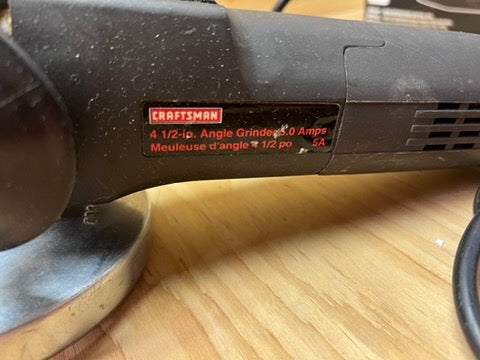 CRAFTSMAN
4 1/2-in. Angle Grinder 5.0 Amps
Meuleuse d'angle 4 1/2 po 5A